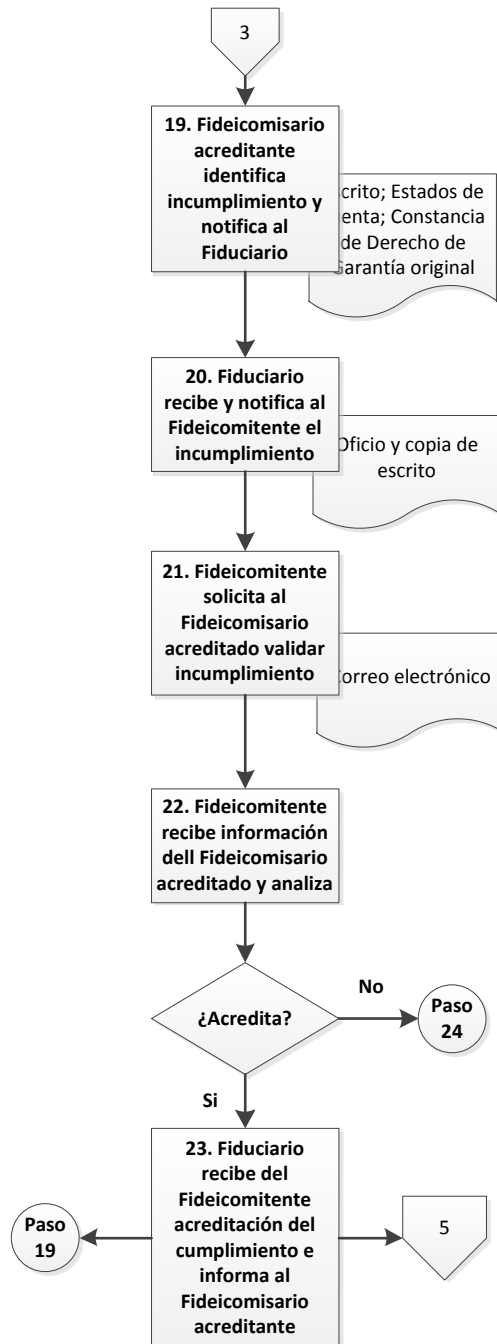 3
19. Fideicomisario
acreditante
identifica
incumplimiento y
notifica al
Fiduciario
scrito; Estados de
enta; Constancia
de Derecho de
arantía original
20. Fiduciario
recibe y notifica al
Fideicomitente el
incumplimiento
Oficio y copia de
escrito
21. Fideicomitente
solicita al
Fideicomisario
acreditado validar
incumplimiento
orreo electrónico
22. Fideicomitente
recibe información
dell Fideicomisario
acreditado y analiza
¿Acredita?
No
Paso
24
Si
23. Fiduciario
recibe del
Fideicomitente
acreditación del
cumplimiento e
informa al
Fideicomisario
acreditante
Paso
19
5